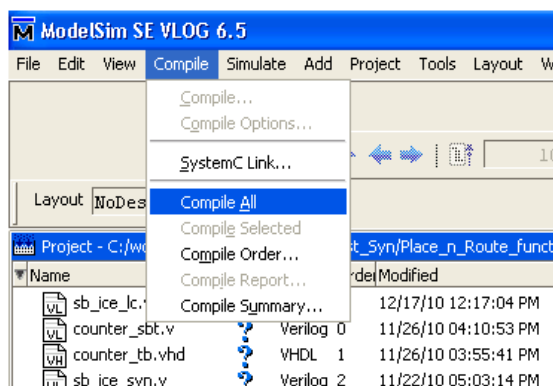 ModelSim SE VLOG 6.5
File Edit View Compile Simulate Add Project Tools Layout W
Compile...
Compile Options...
SystemC Link...
10
Layout NoDes
Compile All
Compile Selected
Project - C:/wo st_Syn/Place_n_Route_funct
Compile Order...
Name rder Modified
Compile Report...
sb_ice_lc. 12/17/10 12:17:04 PM
Compile Summary...
counter_sbt.v Verilog 0 11/26/10 04:10:53 PM
counter_tb.vhd VHDL 1 11/26/10 03:55:41 PM
sb_ice_syn.v Verilog 2 11/22/10 05:03:14 PM